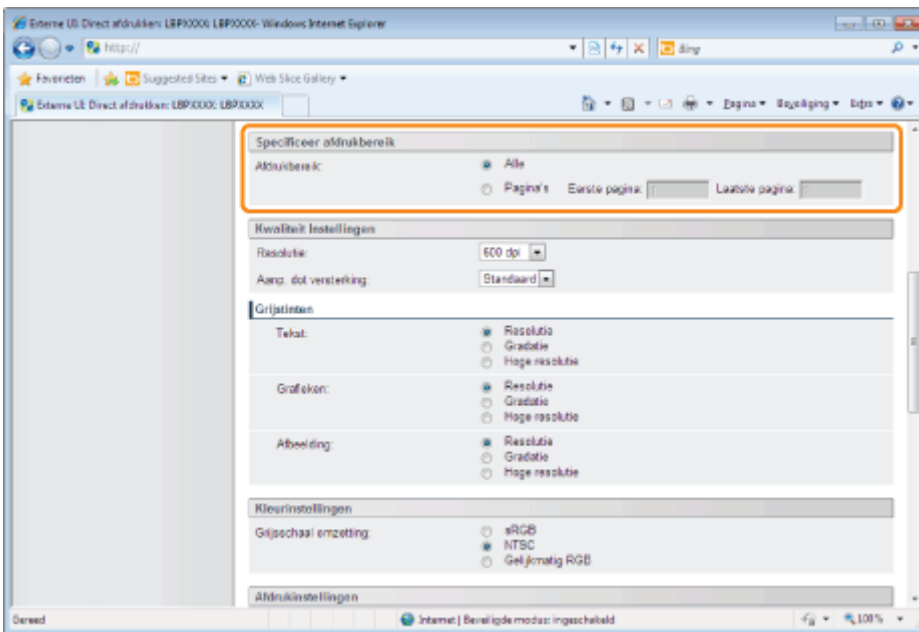 Externe UI: Direct afdrukken: LBPXXXX: LBPXXXX- Windows Internet Explorer
http:// Bing
Favorieten Suggested Sites Web Slice Gallery
Externe UI: Direct afdrukken: LBPXXXX: LBPXXXX Pagina Beveiliging Extra
Specificeer afdrukbereik
Afdrukbereik: Alle
Pagina's Eerste pagina: Laatste pagina:
Kwaliteit Instellingen
Resolutie: 600 dpi
Aanp. dot versterking: Standaard
Grijstinten
Tekst: Resolutie
Gradatie
Hoge resolutie
Grafieken: Resolutie
Gradatie
Hoge resolutie
Afbeelding: Resolutie
Gradatie
Hoge resolutie
Kleurinstellingen
Grijsschaal omzetting: sRGB
NTSC
Gelijkmatig RGB
Afdrukinstellingen
Gereed Internet | Beveiligde modus: ingeschakeld 100%